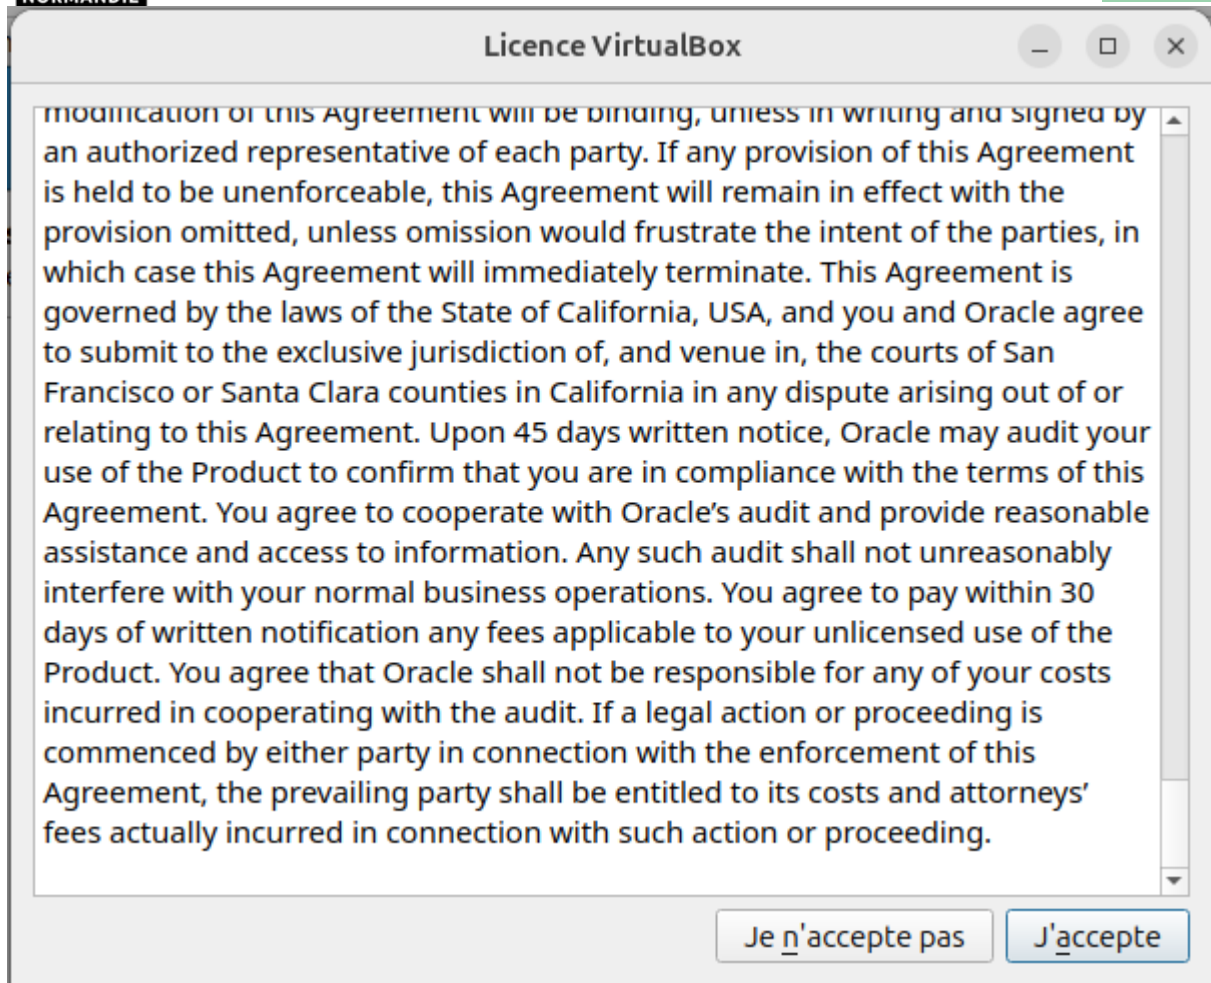 NORMANDIE
Licence VirtualBox
modification of this Agreement will be binding, unless in writing and signed by
an authorized representative of each party. If any provision of this Agreement
is held to be unenforceable, this Agreement will remain in effect with the
provision omitted, unless omission would frustrate the intent of the parties, in
which case this Agreement will immediately terminate. This Agreement is
governed by the laws of the State of California, USA, and you and Oracle agree
to submit to the exclusive jurisdiction of, and venue in, the courts of San
Francisco or Santa Clara counties in California in any dispute arising out of or
relating to this Agreement. Upon 45 days written notice, Oracle may audit your
use of the Product to confirm that you are in compliance with the terms of this
Agreement. You agree to cooperate with Oracle’s audit and provide reasonable
assistance and access to information. Any such audit shall not unreasonably
interfere with your normal business operations. You agree to pay within 30
days of written notification any fees applicable to your unlicensed use of the
Product. You agree that Oracle shall not be responsible for any of your costs
incurred in cooperating with the audit. If a legal action or proceeding is
commenced by either party in connection with the enforcement of this
Agreement, the prevailing party shall be entitled to its costs and attorneys’
fees actually incurred in connection with such action or proceeding.
Je n'accepte pas
J'accepte